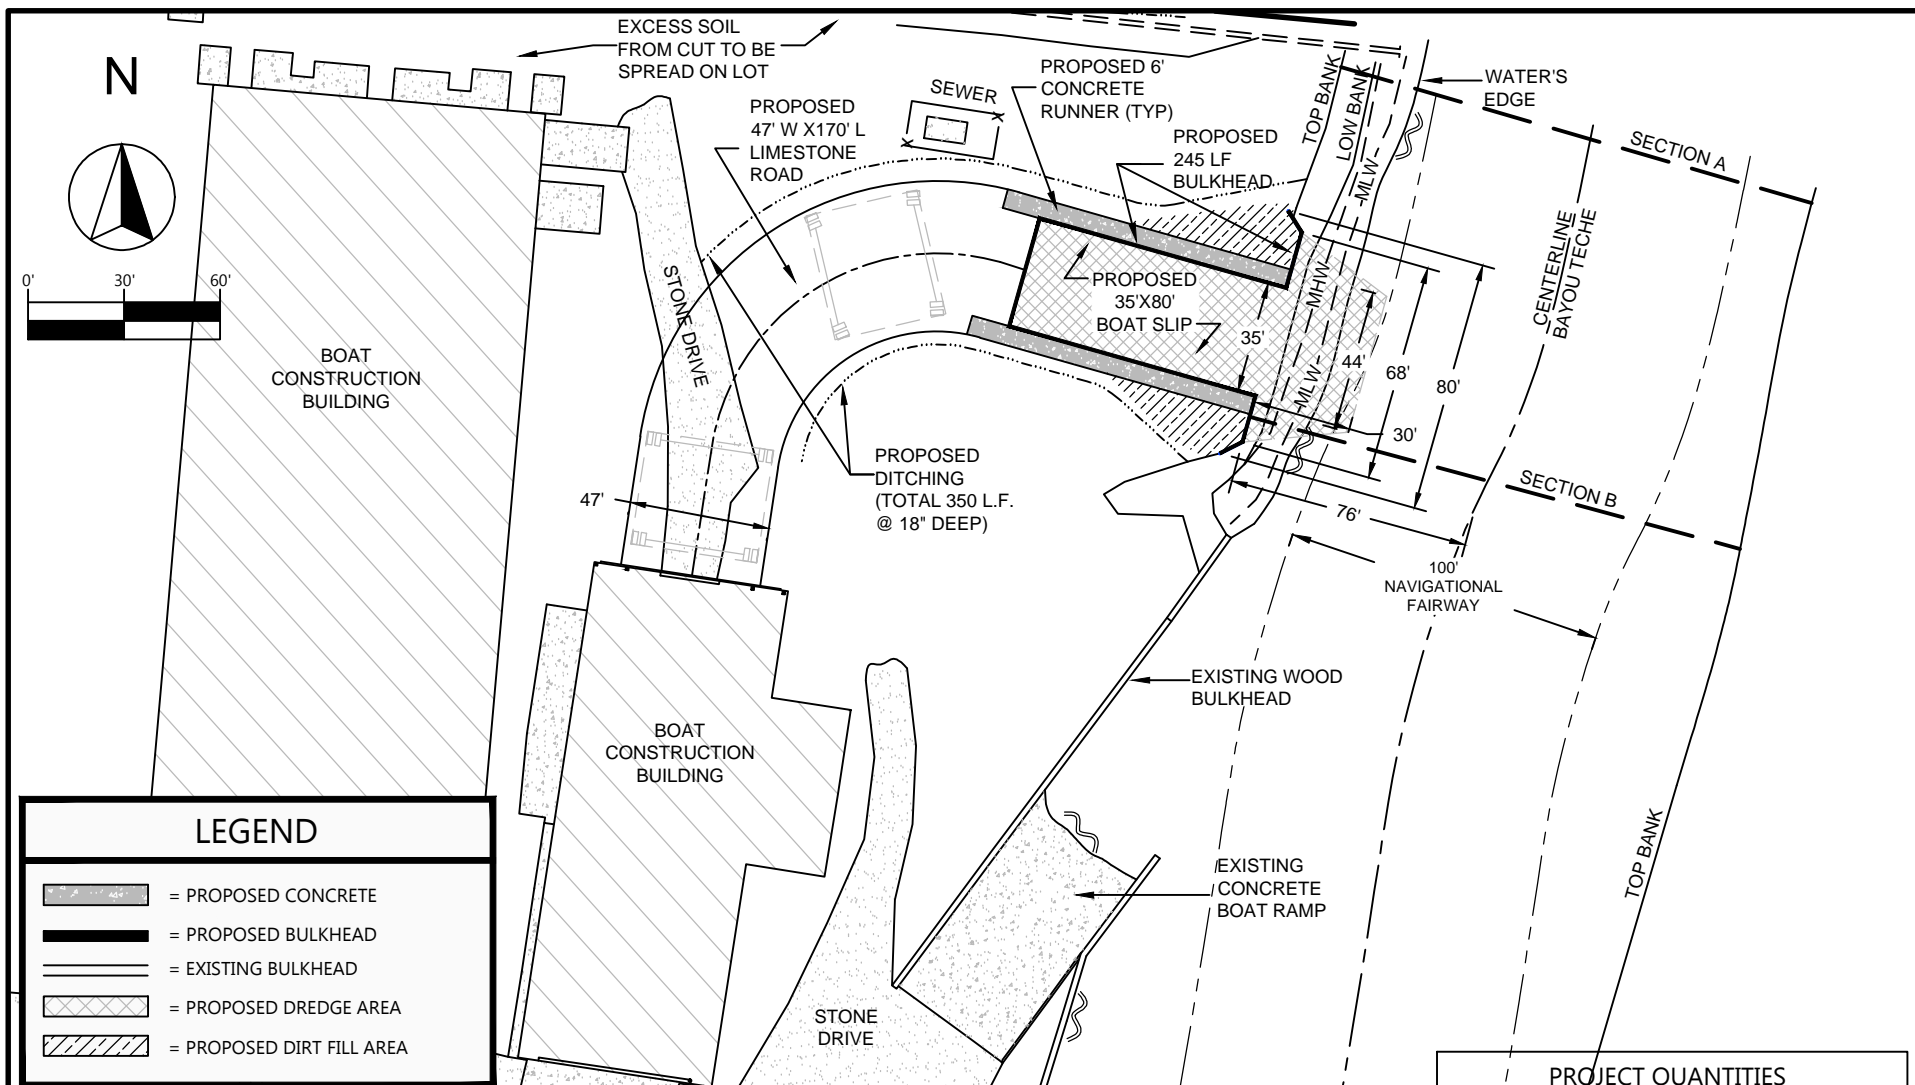 EXCESS SOIL
FROM CUT TO BE
SPREAD ON LOT
N
0'
30'
60'
PROPOSED
47' W X170' L
LIMESTONE
ROAD
SEWER
X
X
PROPOSED 6'
CONCRETE
RUNNER (TYP)
PROPOSED
245 LF
BULKHEAD
TOP BANK
LOW BANK
MLW
WATER'S
EDGE
SECTION A
CENTERLINE
BAYOU TECHE
STONE DRIVE
PROPOSED
35'X80'
BOAT SLIP
MHW
MLW
35'
44'
68'
80'
30'
76'
BOAT
CONSTRUCTION
BUILDING
47'
PROPOSED
DITCHING
(TOTAL 350 L.F.
@ 18" DEEP)
SECTION B
100'
NAVIGATIONAL
FAIRWAY
EXISTING WOOD
BULKHEAD
BOAT
CONSTRUCTION
BUILDING
EXISTING
CONCRETE
BOAT RAMP
TOP BANK
STONE
DRIVE
LEGEND
= PROPOSED CONCRETE
= PROPOSED BULKHEAD
= EXISTING BULKHEAD
= PROPOSED DREDGE AREA
= PROPOSED DIRT FILL AREA
PROJECT QUANTITIES